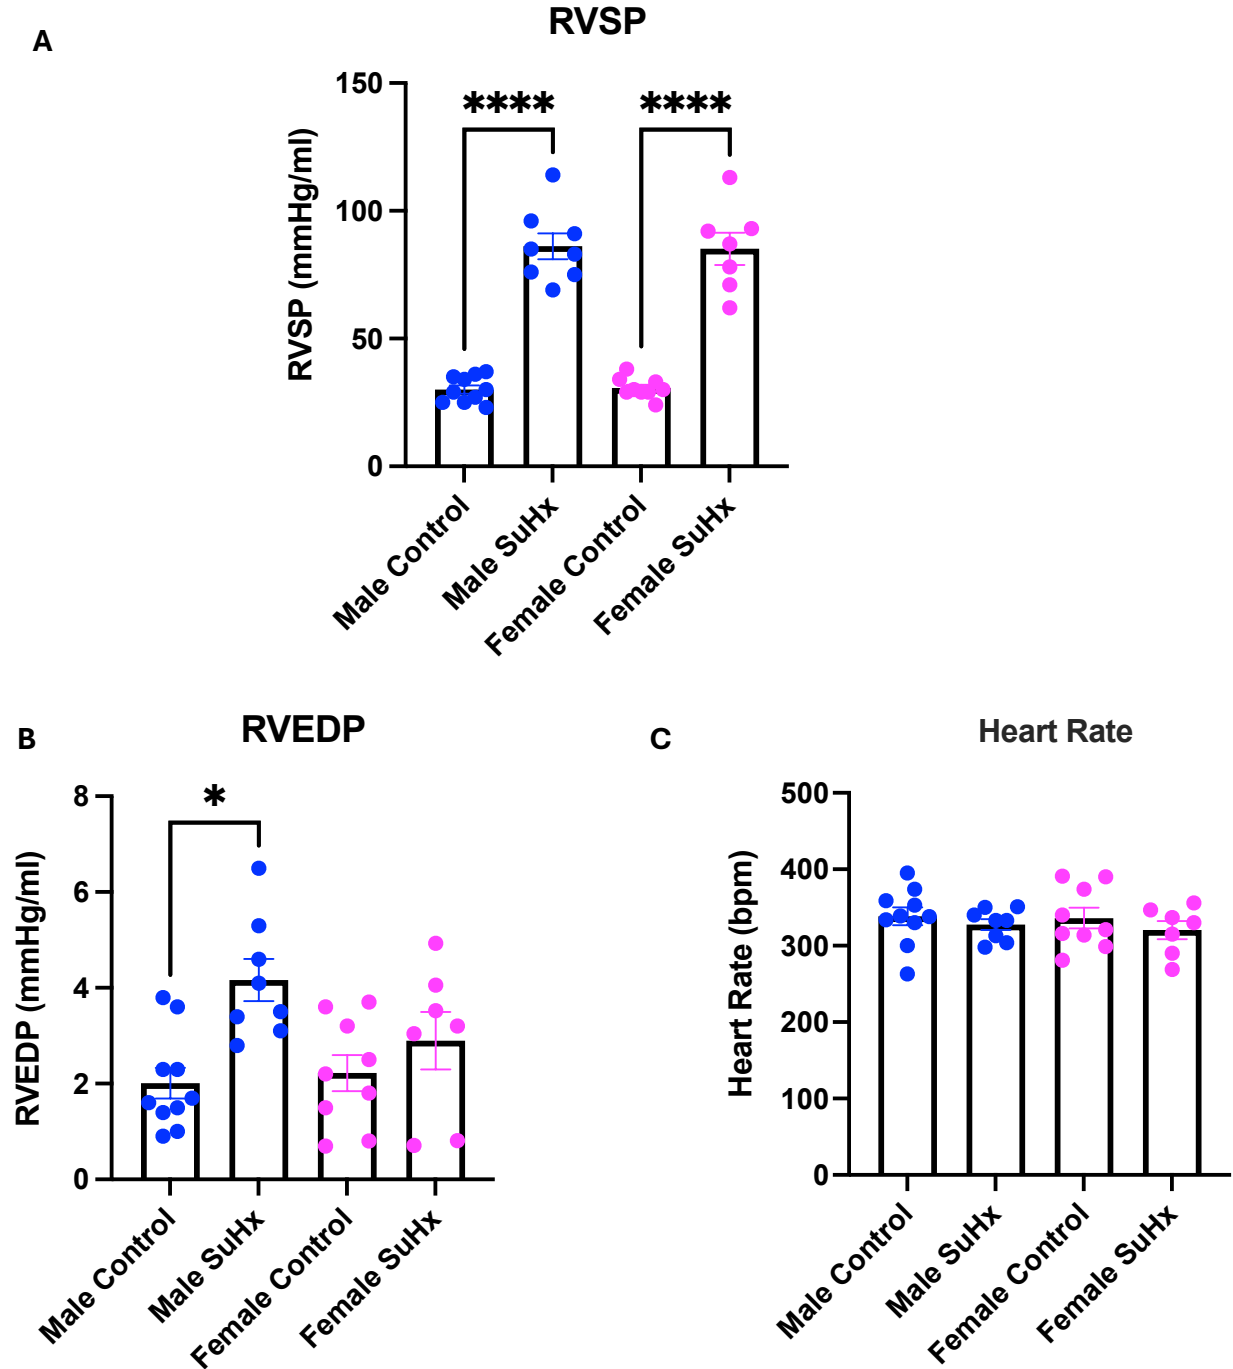 A
RVSP
RVSP (mmHg/ml)
150
100
50
0
****
****
Male Control
Male SuHx
Female Control
Female SuHx
B
RVEDP
RVEDP (mmHg/ml)
8
6
4
2
0
*
Male Control
Male SuHx
Female Control
Female SuHx
C
Heart Rate
Heart Rate (bpm)
500
400
300
200
100
0
Male Control
Male SuHx
Female Control
Female SuHx